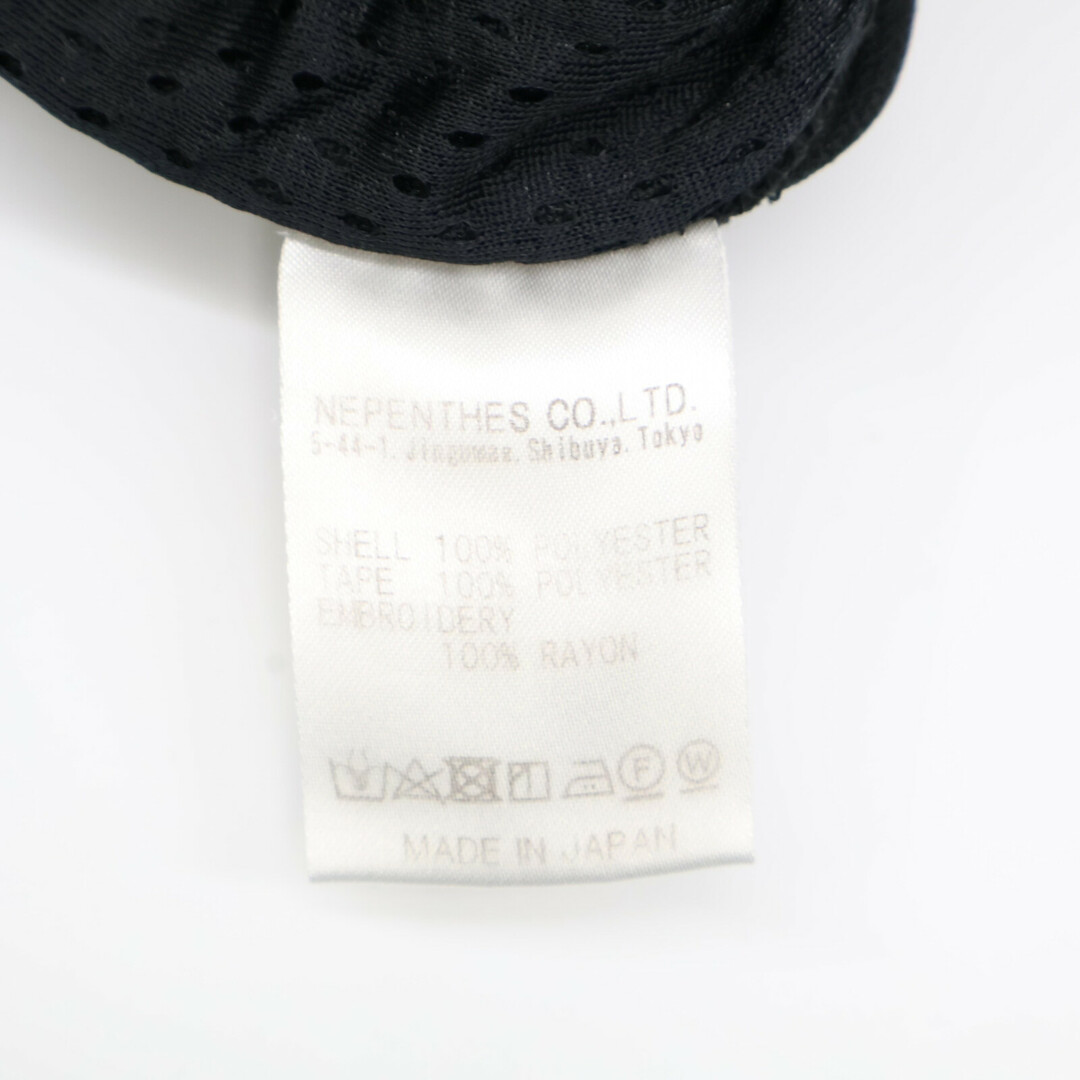 NEPENTHES CO.,LTD.
5-44-1, Jingumae, Shibuya, Tokyo
SHELL 100% POLYESTER
TAPE 100% POLYESTER
EMBROIDERY
100% RAYON
F W
MADE IN JAPAN